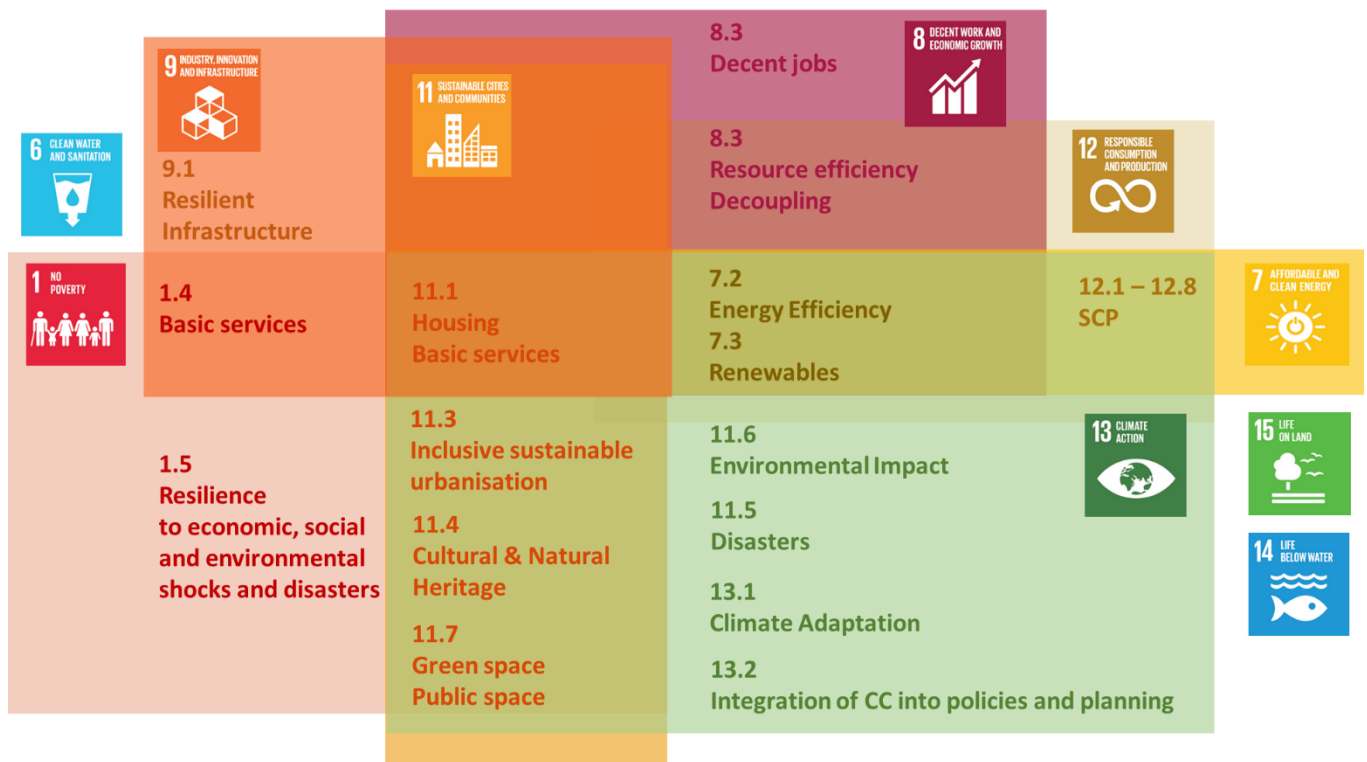 8.3
Decent jobs
8 DECENT WORK AND
ECONOMIC GROWTH
9 INDUSTRY, INNOVATION
AND INFRASTRUCTURE
11 SUSTAINABLE CITIES
AND COMMUNITIES
6 CLEAN WATER
AND SANITATION
9.1
Resilient
Infrastructure
8.3
Resource efficiency
Decoupling
12 RESPONSIBLE
CONSUMPTION
AND PRODUCTION
1 NO
POVERTY
1.4
Basic services
11.1
Housing
Basic services
7.2
Energy Efficiency
7.3
Renewables
12.1 – 12.8
SCP
7 AFFORDABLE AND
CLEAN ENERGY
1.5
Resilience
to economic, social
and environmental
shocks and disasters
11.3
Inclusive sustainable
urbanisation
11.4
Cultural & Natural
Heritage
11.7
Green space
Public space
11.6
Environmental Impact
11.5
Disasters
13.1
Climate Adaptation
13.2
Integration of CC into policies and planning
13 CLIMATE
ACTION
15 LIFE
ON LAND
14 LIFE
BELOW WATER